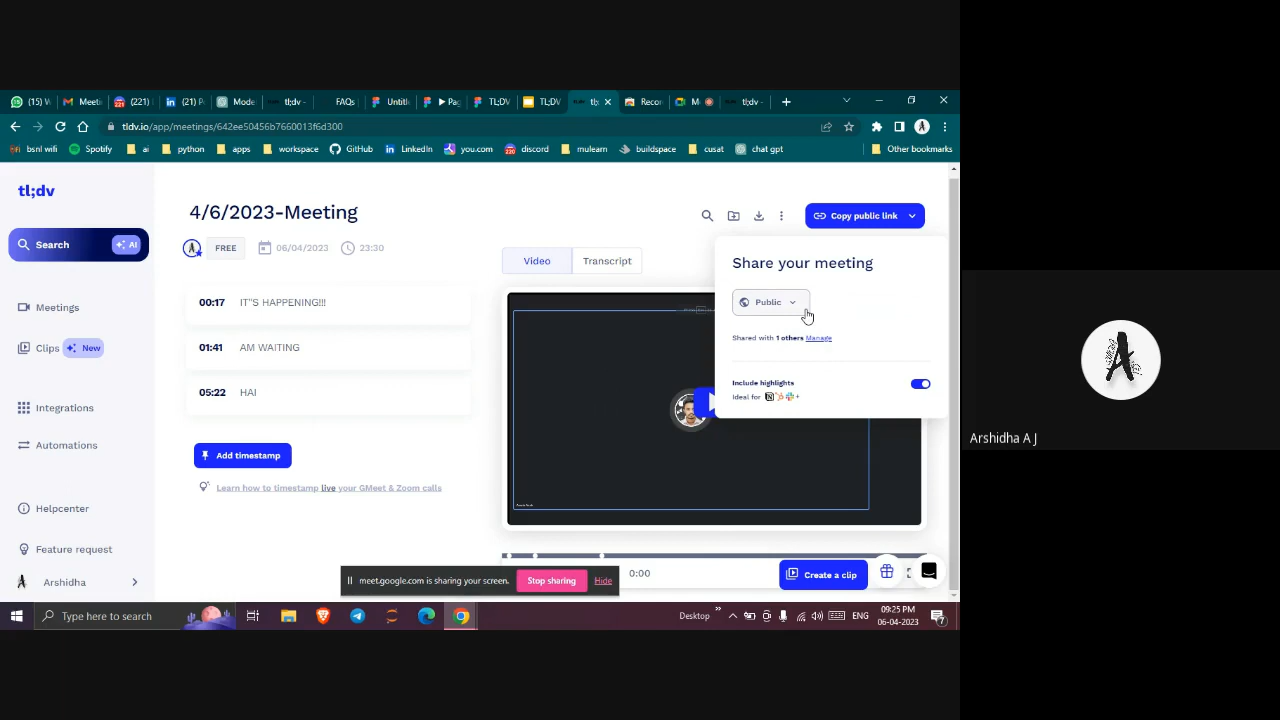 (15) W
Meeti
(221)
(21) P
Mode
tl;dv -
FAQs
Untitl
Pag
TL;DV
TL;DV
tl;
Recor
M
tl;dv -
tldv.io/app/meetings/642ee50456b7660013f6d300
bsnl wifi
Spotify
ai
python
apps
workspace
GitHub
LinkedIn
you.com
discord
mulearn
buildspace
cusat
chat gpt
Other bookmarks
tl;dv
Search
AI
Meetings
Clips
New
Integrations
Automations
Helpcenter
Feature request
Arshidha
4/6/2023-Meeting
FREE
06/04/2023
23:30
00:17 IT"S HAPPENING!!!
01:41 AM WAITING
05:22 HAI
Add timestamp
Learn how to timestamp live your GMeet & Zoom calls
Video
Transcript
Copy public link
Share your meeting
Public
Shared with 1 others Manage
Include highlights
Ideal for
+
meet.google.com is sharing your screen.
Stop sharing
Hide
0:00
Create a clip
Type here to search
Desktop
ENG
09:25 PM
06-04-2023
7
A
Arshidha A J